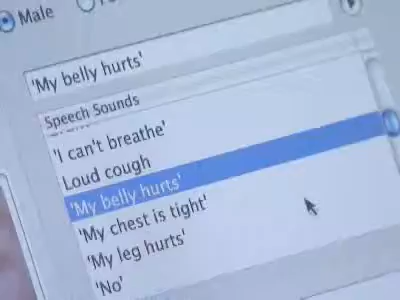 Male
'My belly hurts'
Speech Sounds
'I can't breathe'
Loud cough
'My belly hurts'
'My chest is tight'
'My leg hurts'
'No'